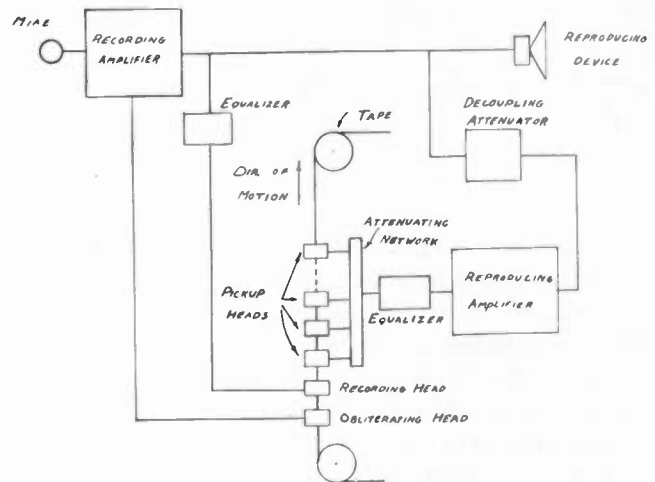 MIKE
RECORDING
AMPLIFIER
REPRODUCING
DEVICE
EQUALIZER
TAPE
DECOUPLING
ATTENUATOR
DIR OF
MOTION
ATTENUATING
NETWORK
PICKUP
HEADS
EQUALIZER
REPRODUCING
AMPLIFIER
RECORDING HEAD
OBLITERATING HEAD